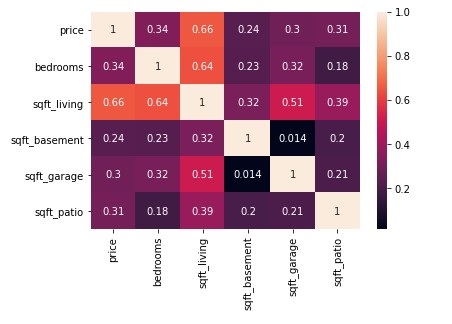 price 1 0.34 0.66 0.24 0.3 0.31 1.0
bedrooms 0.34 1 0.64 0.23 0.32 0.18 0.8
sqft_living 0.66 0.64 1 0.32 0.51 0.39 0.6
sqft_basement 0.24 0.23 0.32 1 0.014 0.2 0.4
sqft_garage 0.3 0.32 0.51 0.014 1 0.21 0.2
sqft_patio 0.31 0.18 0.39 0.2 0.21 1
price
bedrooms
sqft_living
sqft_basement
sqft_garage
sqft_patio